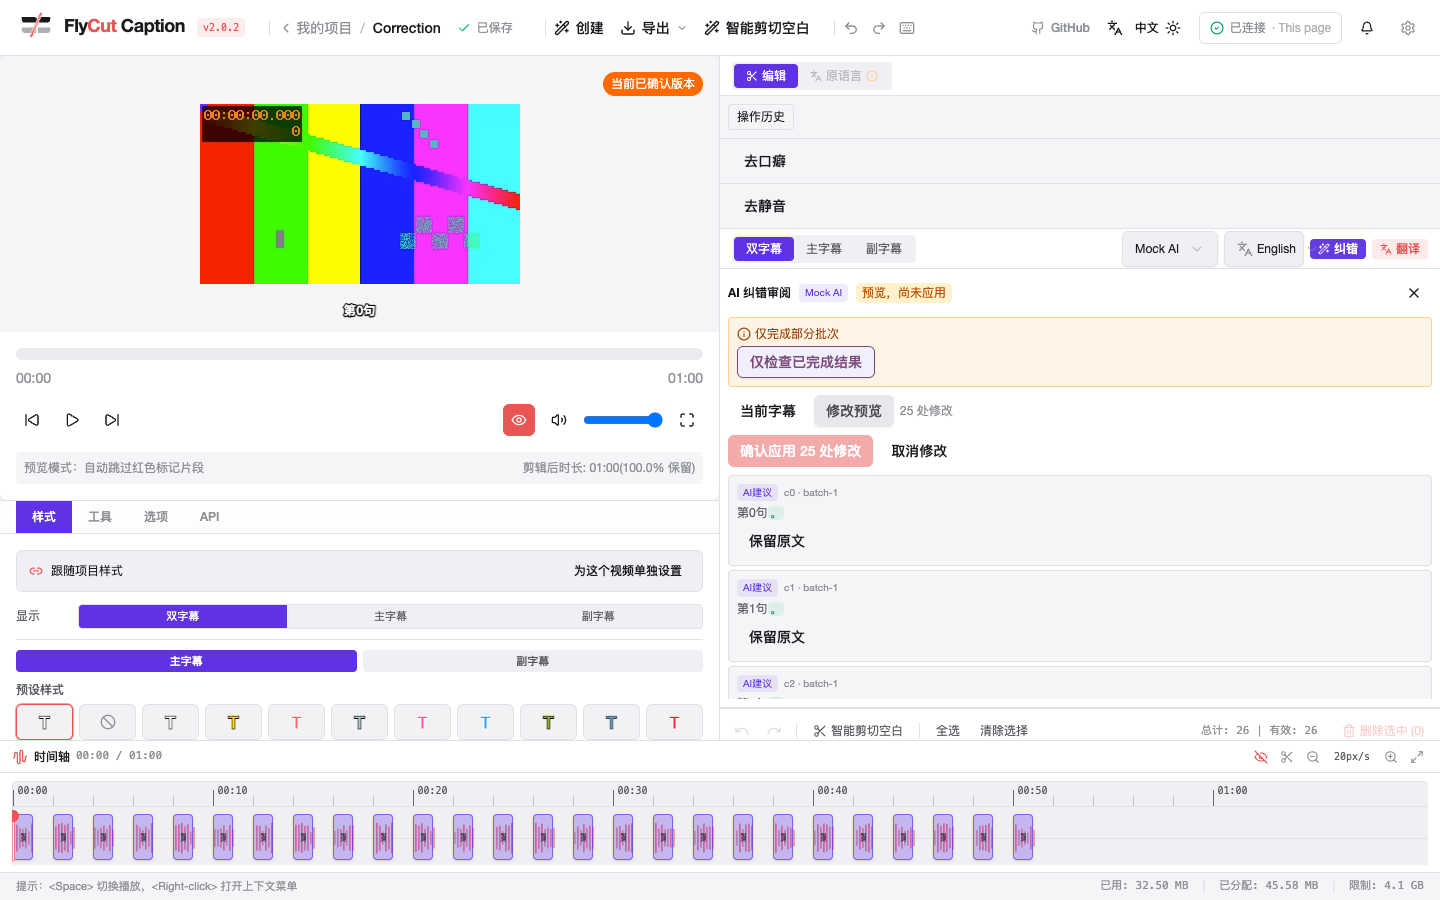 FlyCut Caption v2.0.2 我的项目 / Correction 已保存 创建 导出 智能剪切空白 GitHub 中文 已连接 · This page
当前已确认版本
00:00:00.000
0
第0句
00:00 01:00
预览模式：自动跳过红色标记片段 剪辑后时长: 01:00(100.0% 保留)
样式 工具 选项 API
跟随项目样式 为这个视频单独设置
显示 双字幕 主字幕 副字幕
主字幕 副字幕
预设样式
T T T T T T T T T T
编辑 原语言
操作历史
去口癖
去静音
双字幕 主字幕 副字幕 Mock AI English 纠错 翻译
AI 纠错审阅 Mock AI 预览，尚未应用
仅完成部分批次
仅检查已完成结果
当前字幕 修改预览 25 处修改
确认应用 25 处修改 取消修改
AI建议 c0 · batch-1
第0句。
保留原文
AI建议 c1 · batch-1
第1句。
保留原文
AI建议 c2 · batch-1
智能剪切空白 全选 清除选择 总计: 26 | 有效: 26 删除选中 (0)
时间轴 00:00 / 01:00 20px/s
00:00 00:10 00:20 00:30 00:40 00:50 01:00
提示: <Space> 切换播放，<Right-click> 打开上下文菜单 已用: 32.50 MB 已分配: 45.58 MB 限制: 4.1 GB